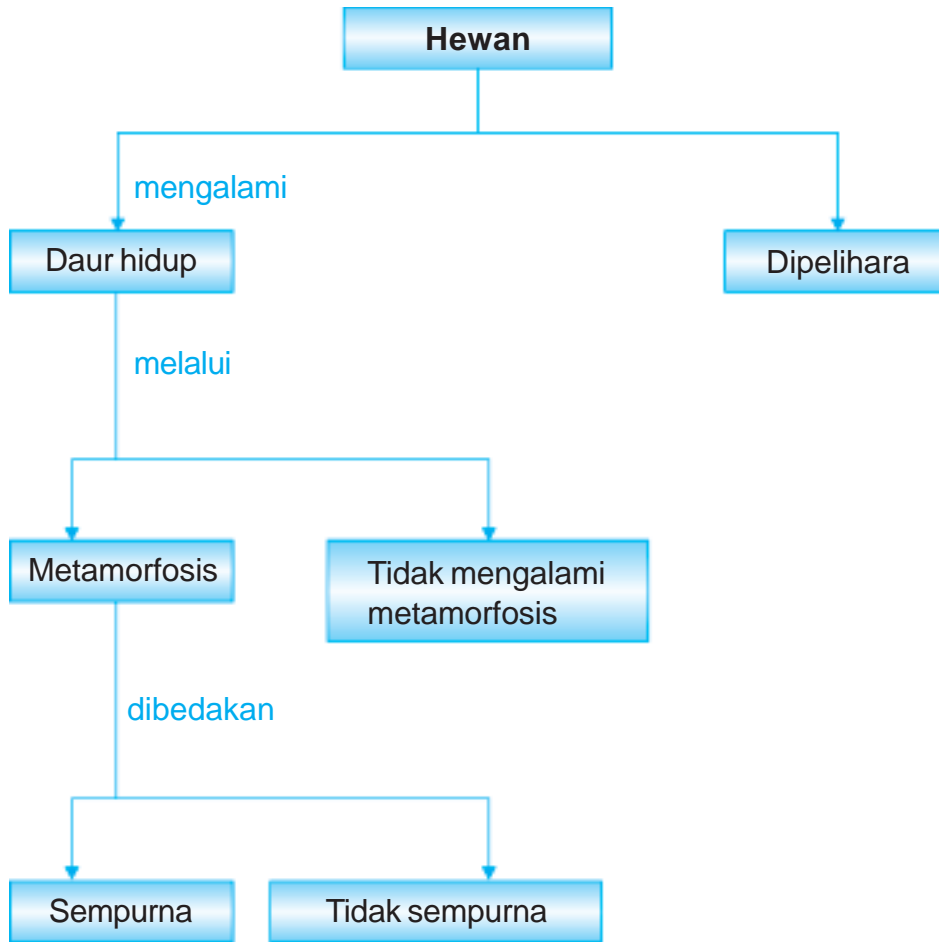 Hewan
mengalami
Daur hidup
Dipelihara
melalui
Metamorfosis
Tidak mengalami
metamorfosis
dibedakan
Sempurna
Tidak sempurna